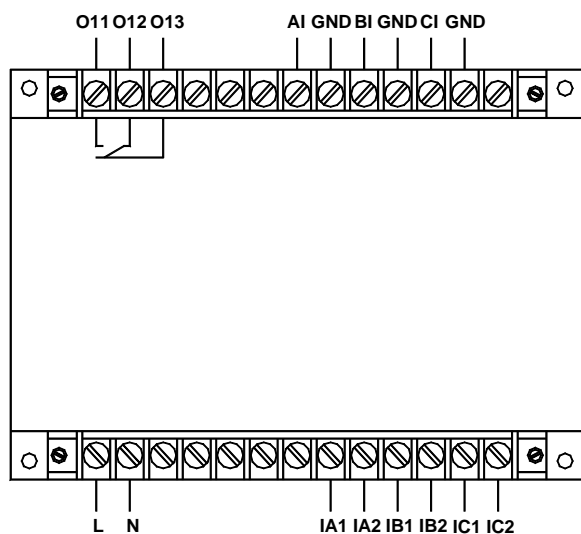 O11 O12 O13 AI GND BI GND CI GND
L N IA1 IA2 IB1 IB2 IC1 IC2